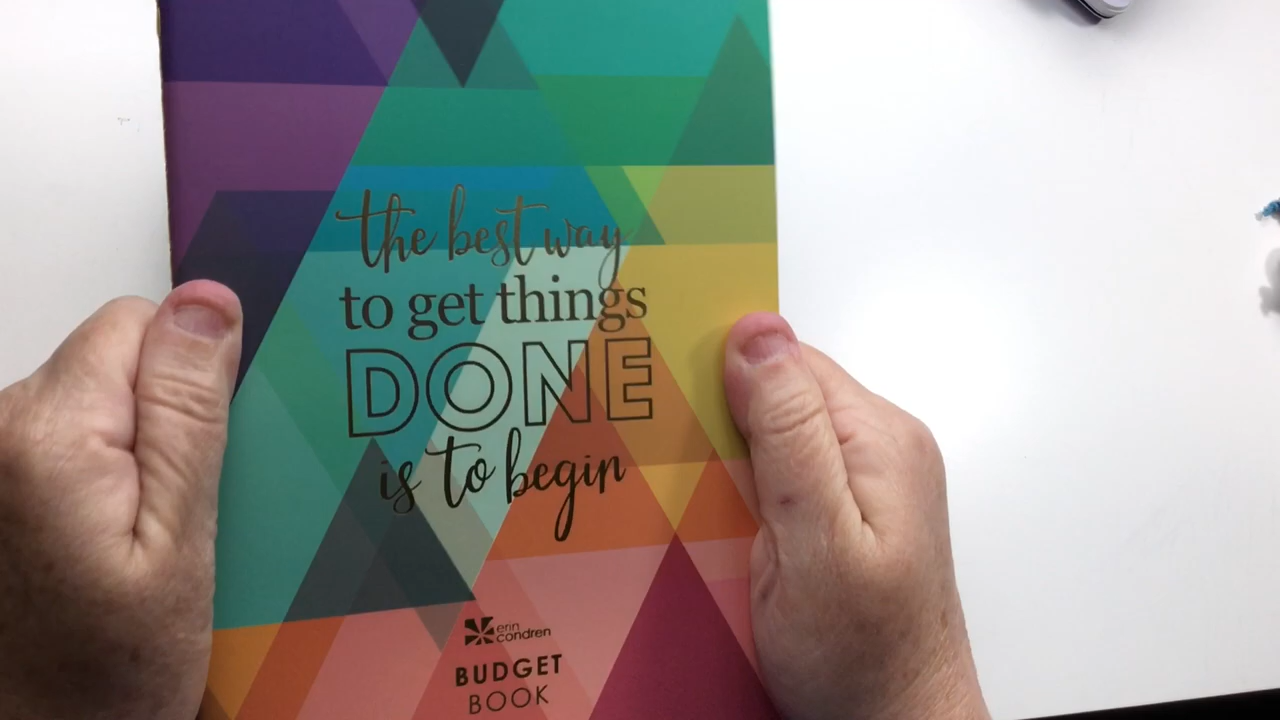 the best way
to get things
DONE
is to begin
erin
condren
BUDGET
BOOK